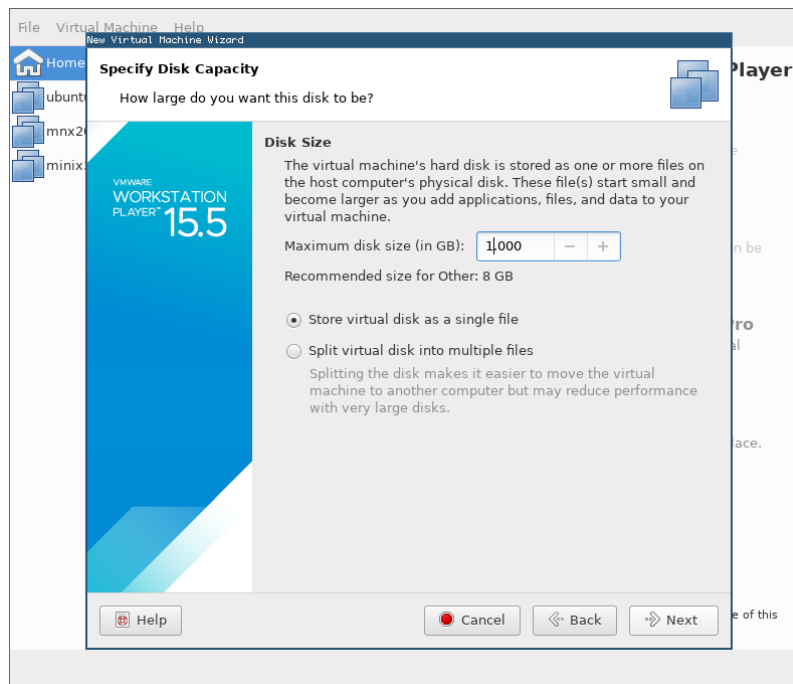 File Virtual Machine Help
New Virtual Machine Wizard
Home
Specify Disk Capacity
Player
How large do you want this disk to be?
ubunt
mnx2
minix
Disk Size
The virtual machine's hard disk is stored as one or more files on
the host computer's physical disk. These file(s) start small and
become larger as you add applications, files, and data to your
virtual machine.
VMWARE
WORKSTATION
PLAYER™ 15.5
Maximum disk size (in GB): 1.000 − +
n be
Recommended size for Other: 8 GB
Store virtual disk as a single file
Pro
al
Split virtual disk into multiple files
Splitting the disk makes it easier to move the virtual
machine to another computer but may reduce performance
with very large disks.
ace.
Help Cancel Back Next
e of this